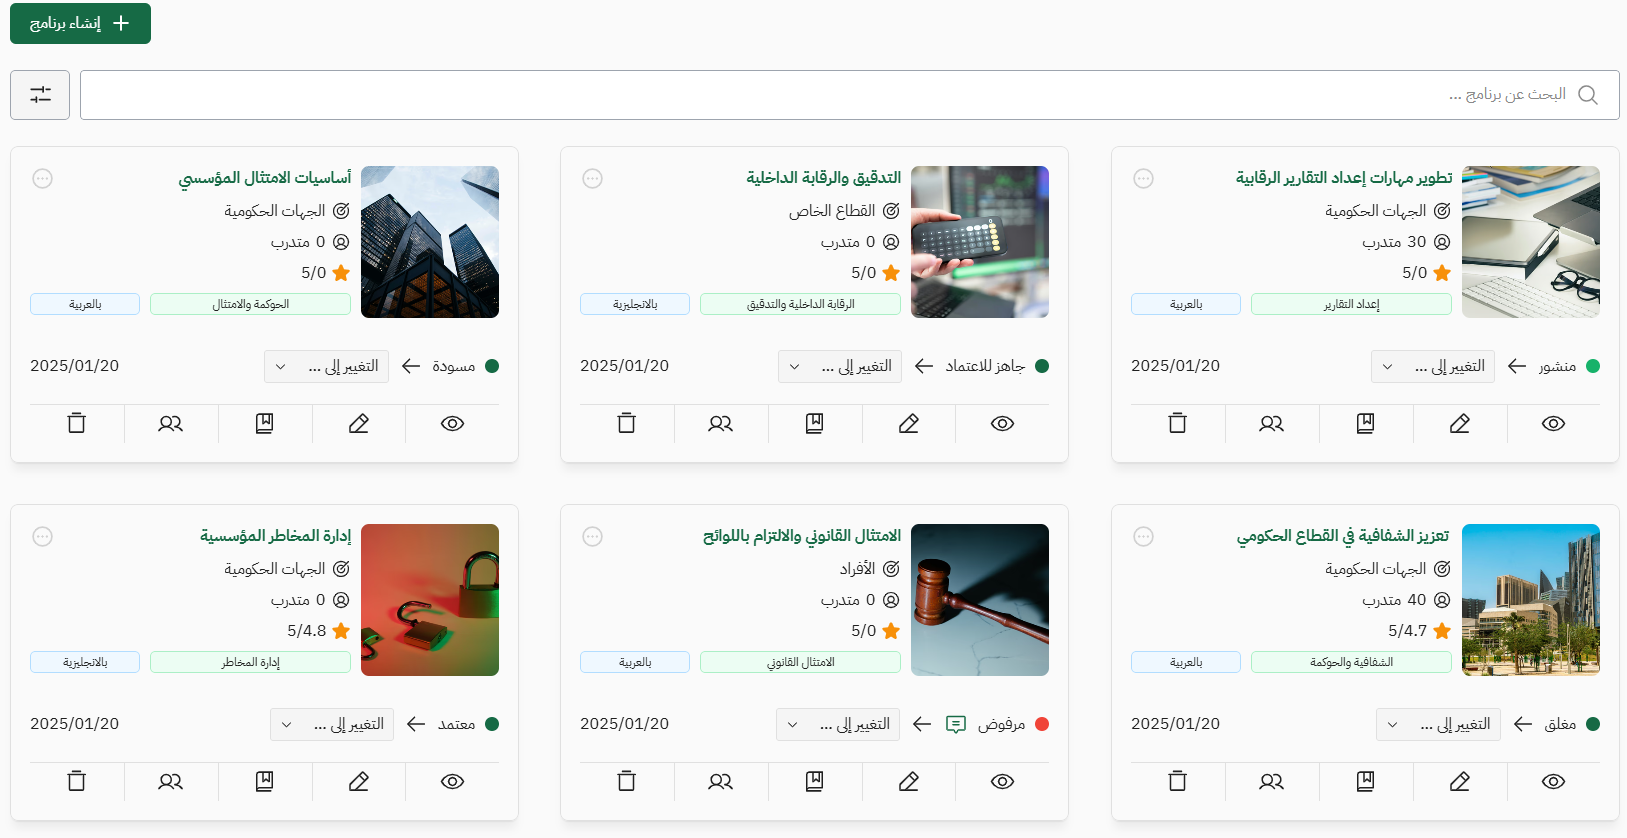 إنشاء برنامج
البحث عن برنامج ...
تطوير مهارات إعداد التقارير الرقابية
الجهات الحكومية
30 متدرب
5/0
إعداد التقارير
بالعربية
منشور
التغيير إلى ...
2025/01/20
التدقيق والرقابة الداخلية
القطاع الخاص
0 متدرب
5/0
الرقابة الداخلية والتدقيق
بالانجليزية
جاهز للاعتماد
التغيير إلى ...
2025/01/20
أساسيات الامتثال المؤسسي
الجهات الحكومية
0 متدرب
5/0
الحوكمة والامتثال
بالعربية
مسودة
التغيير إلى ...
2025/01/20
تعزيز الشفافية في القطاع الحكومي
الجهات الحكومية
40 متدرب
5/4.7
الشفافية والحوكمة
بالعربية
مغلق
التغيير إلى ...
2025/01/20
الامتثال القانوني والالتزام باللوائح
الأفراد
0 متدرب
5/0
الامتثال القانوني
بالعربية
مرفوض
التغيير إلى ...
2025/01/20
إدارة المخاطر المؤسسية
الجهات الحكومية
0 متدرب
5/4.8
إدارة المخاطر
بالانجليزية
معتمد
التغيير إلى ...
2025/01/20